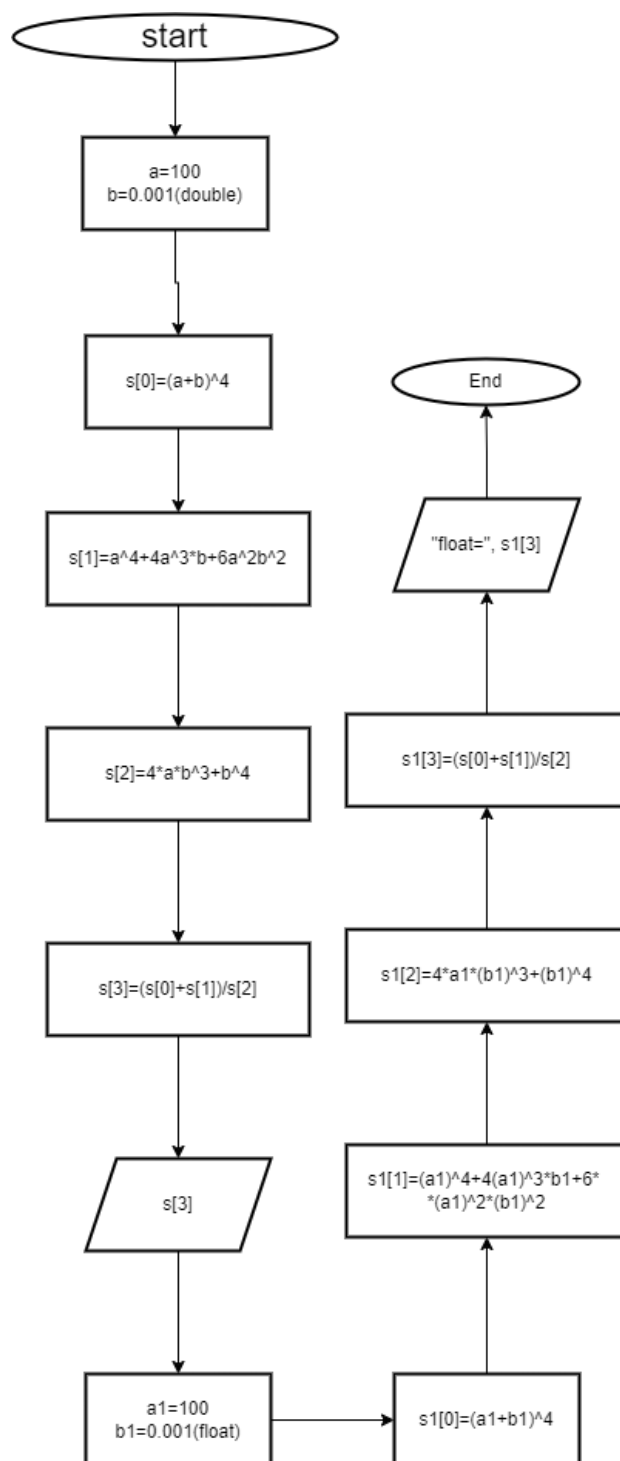 start
a=100
b=0.001(double)
s[0]=(a+b)^4
s[1]=a^4+4a^3*b+6a^2b^2
s[2]=4*a*b^3+b^4
s[3]=(s[0]+s[1])/s[2]
s[3]
a1=100
b1=0.001(float)
s1[0]=(a1+b1)^4
s1[1]=(a1)^4+4(a1)^3*b1+6*
*(a1)^2*(b1)^2
s1[2]=4*a1*(b1)^3+(b1)^4
s1[3]=(s[0]+s[1])/s[2]
"float=", s1[3]
End